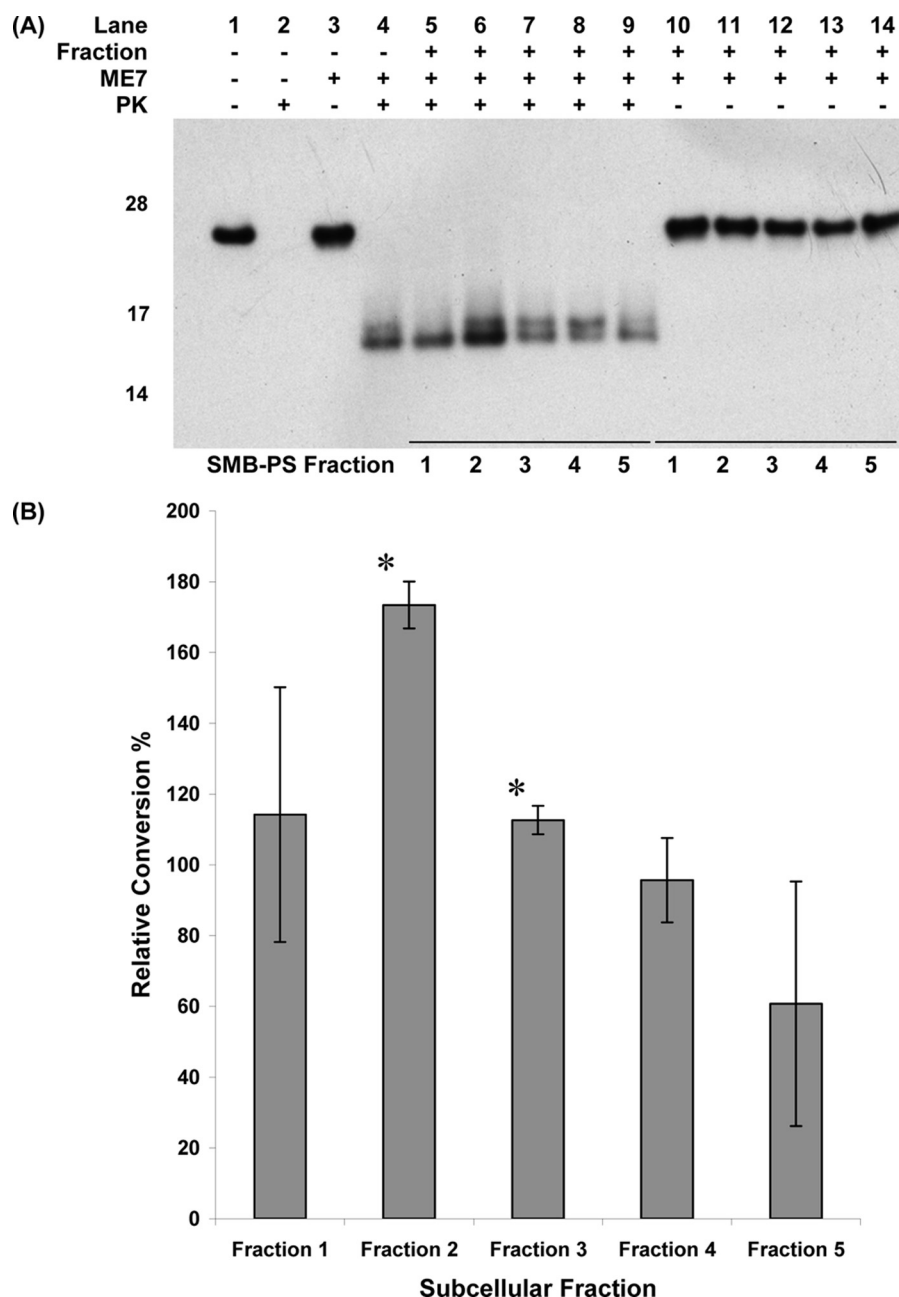 (A) Lane 1 2 3 4 5 6 7 8 9 10 11 12 13 14
Fraction - - - - + + + + + + + + + +
ME7 - - + + + + + + + + + + + +
PK - + - + + + + + + - - - - -
28
17
14
SMB-PS Fraction 1 2 3 4 5 1 2 3 4 5
(B)
200
180
160
140
120
100
80
60
40
20
0
Relative Conversion %
*
*
Fraction 1 Fraction 2 Fraction 3 Fraction 4 Fraction 5
Subcellular Fraction